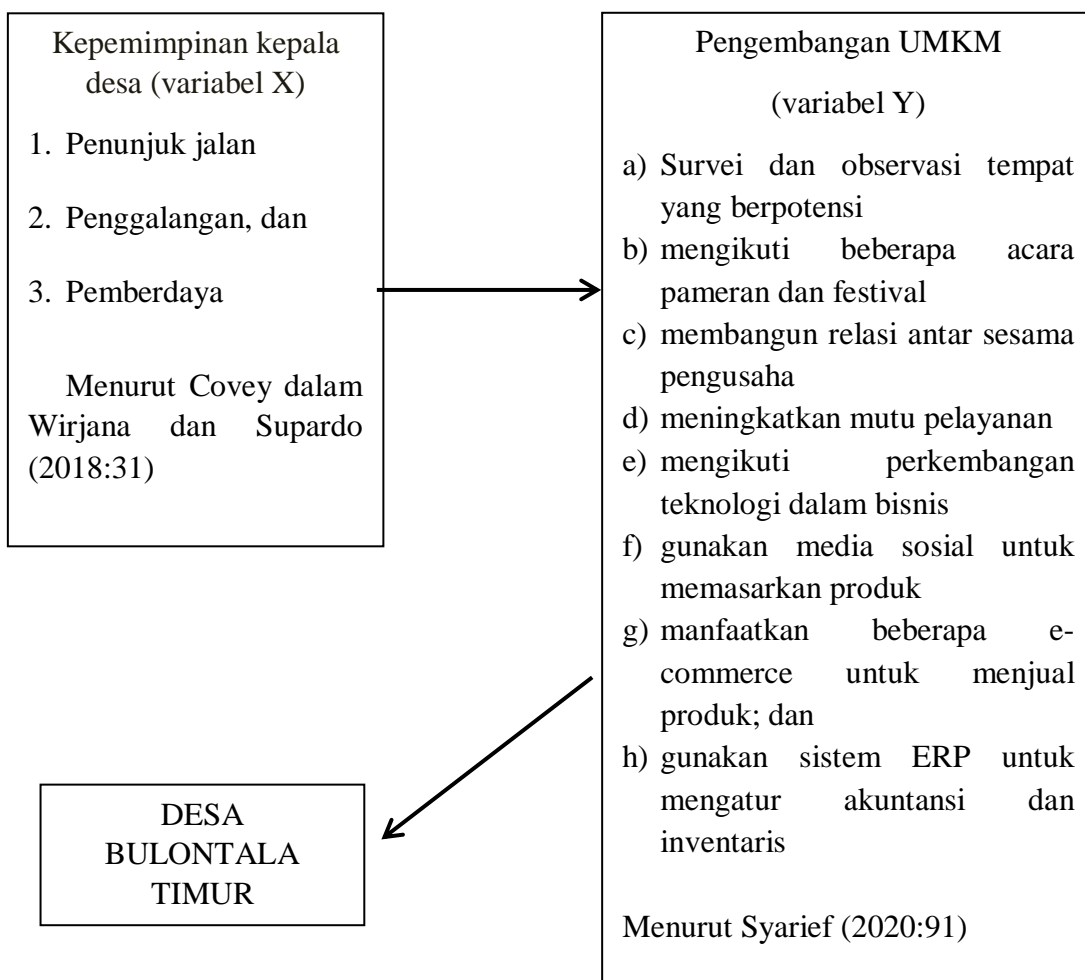 Kepemimpinan kepala
desa (variabel X)
1. Penunjuk jalan
2. Penggalangan, dan
3. Pemberdaya
Menurut Covey dalam
Wirjana dan Supardo
(2018:31)
Pengembangan UMKM
(variabel Y)
a) Survei dan observasi tempat
yang berpotensi
b) mengikuti beberapa acara
pameran dan festival
c) membangun relasi antar sesama
pengusaha
d) meningkatkan mutu pelayanan
e) mengikuti perkembangan
teknologi dalam bisnis
f) gunakan media sosial untuk
memasarkan produk
g) manfaatkan beberapa e-
commerce untuk menjual
produk; dan
h) gunakan sistem ERP untuk
mengatur akuntansi dan
inventaris
Menurut Syarief (2020:91)
DESA
BULONTALA
TIMUR